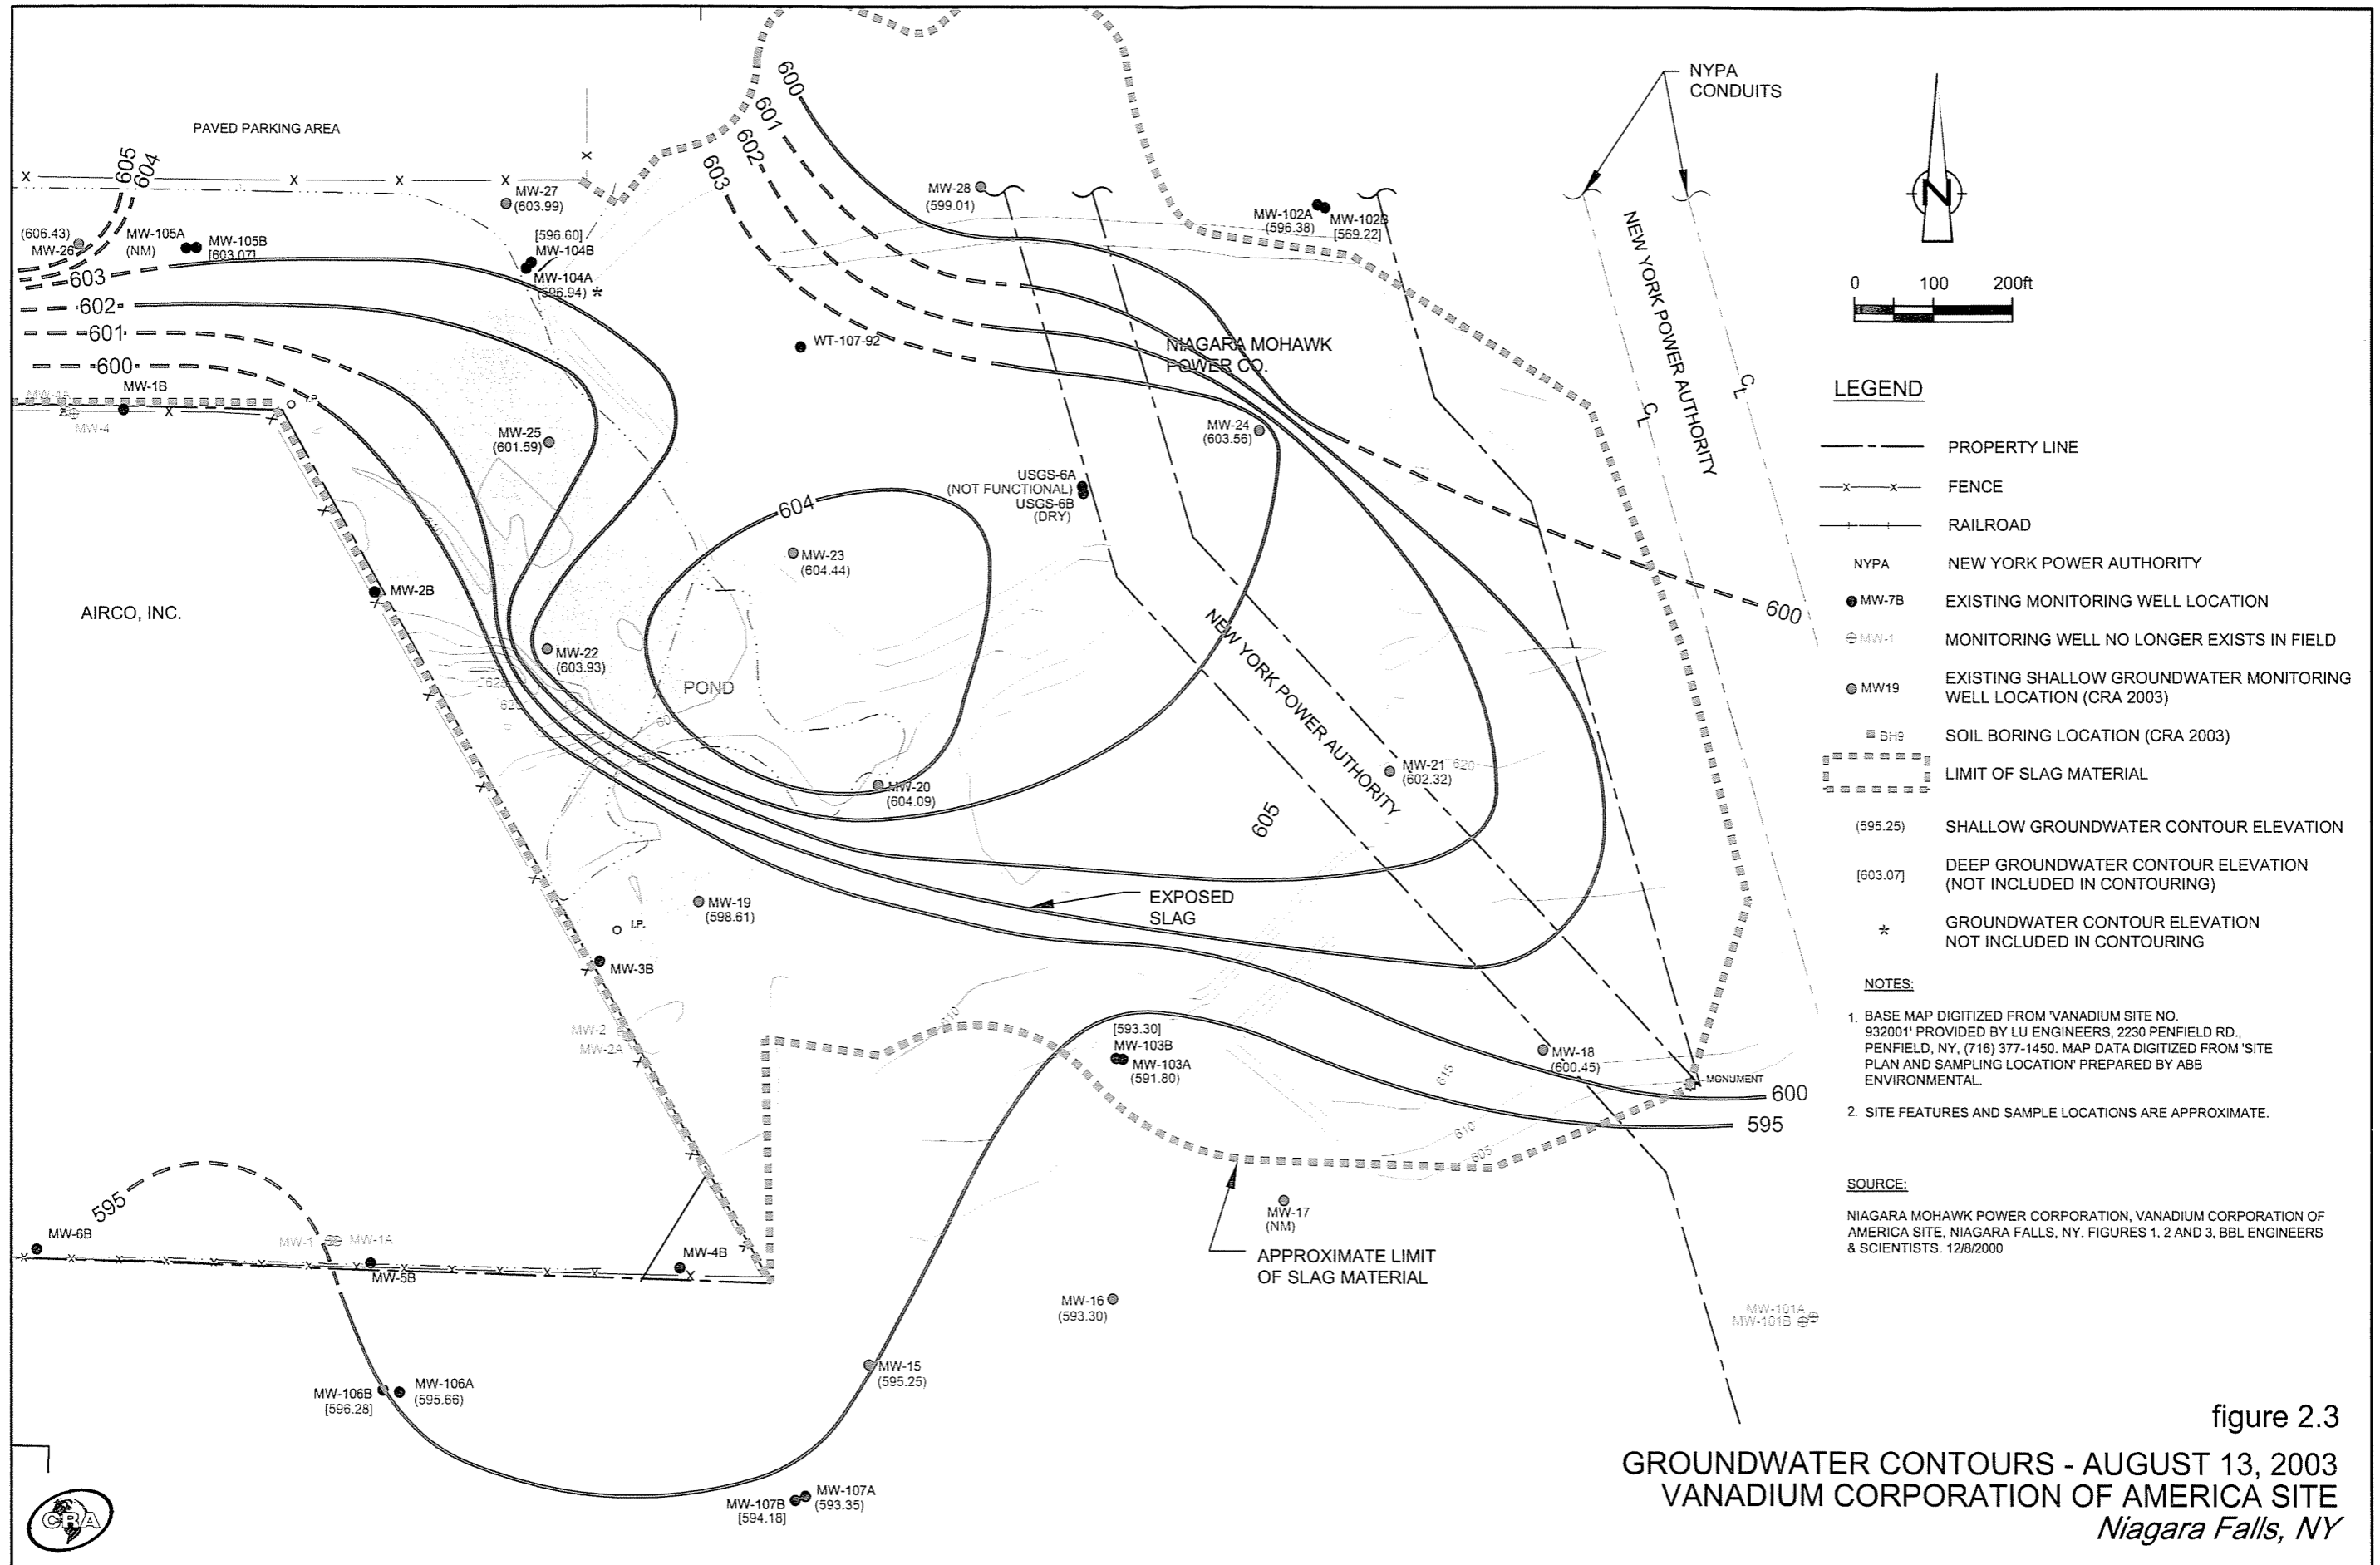 PAVED PARKING AREA
605
604
600
601
602
603
MW-27
(603.99)
(606.43)
MW-26
MW-105A
(NM)
MW-105B
[603.07]
[596.60]
MW-104B
MW-104A
(596.94) *
603
602
601
600
MW-1B
MW-4A
MW-4
I.P.
MW-28
(599.01)
MW-102A
(596.38)
MW-102B
[569.22]
NYPA
CONDUITS
NEW YORK POWER AUTHORITY
CL
CL
WT-107-92
NIAGARA MOHAWK
POWER CO.
MW-25
(601.59)
MW-24
(603.56)
USGS-6A
(NOT FUNCTIONAL)
USGS-6B
(DRY)
604
610
MW-23
(604.44)
MW-2B
AIRCO, INC.
600
MW-22
(603.93)
POND
625
620
604
NEW YORK POWER AUTHORITY
MW-21
(602.32)
620
MW-20
(604.09)
605
MW-19
(598.61)
I.P.
EXPOSED
SLAG
MW-3B
MW-2
MW-2A
610
[593.30]
MW-103B
MW-103A
(591.80)
MW-18
(600.45)
615
MONUMENT
600
595
610
605
595
MW-6B
MW-1
MW-1A
MW-5B
MW-4B
MW-17
(NM)
APPROXIMATE LIMIT
OF SLAG MATERIAL
MW-16
(593.30)
MW-15
(595.25)
MW-106B
[596.28]
MW-106A
(595.66)
MW-107B
[594.18]
MW-107A
(593.35)
MW-101A
MW-101B
CRA
N
0 100 200ft
LEGEND
PROPERTY LINE
X X FENCE
RAILROAD
NYPA NEW YORK POWER AUTHORITY
MW-7B EXISTING MONITORING WELL LOCATION
MW-1 MONITORING WELL NO LONGER EXISTS IN FIELD
MW19 EXISTING SHALLOW GROUNDWATER MONITORING
WELL LOCATION (CRA 2003)
BH9 SOIL BORING LOCATION (CRA 2003)
LIMIT OF SLAG MATERIAL
(595.25) SHALLOW GROUNDWATER CONTOUR ELEVATION
[603.07] DEEP GROUNDWATER CONTOUR ELEVATION
(NOT INCLUDED IN CONTOURING)
* GROUNDWATER CONTOUR ELEVATION
NOT INCLUDED IN CONTOURING
NOTES:
1. BASE MAP DIGITIZED FROM 'VANADIUM SITE NO.
932001' PROVIDED BY LU ENGINEERS, 2230 PENFIELD RD.,
PENFIELD, NY, (716) 377-1450. MAP DATA DIGITIZED FROM 'SITE
PLAN AND SAMPLING LOCATION' PREPARED BY ABB
ENVIRONMENTAL.
2. SITE FEATURES AND SAMPLE LOCATIONS ARE APPROXIMATE.
SOURCE:
NIAGARA MOHAWK POWER CORPORATION, VANADIUM CORPORATION OF
AMERICA SITE, NIAGARA FALLS, NY. FIGURES 1, 2 AND 3, BBL ENGINEERS
& SCIENTISTS. 12/8/2000
figure 2.3
GROUNDWATER CONTOURS - AUGUST 13, 2003
VANADIUM CORPORATION OF AMERICA SITE
Niagara Falls, NY